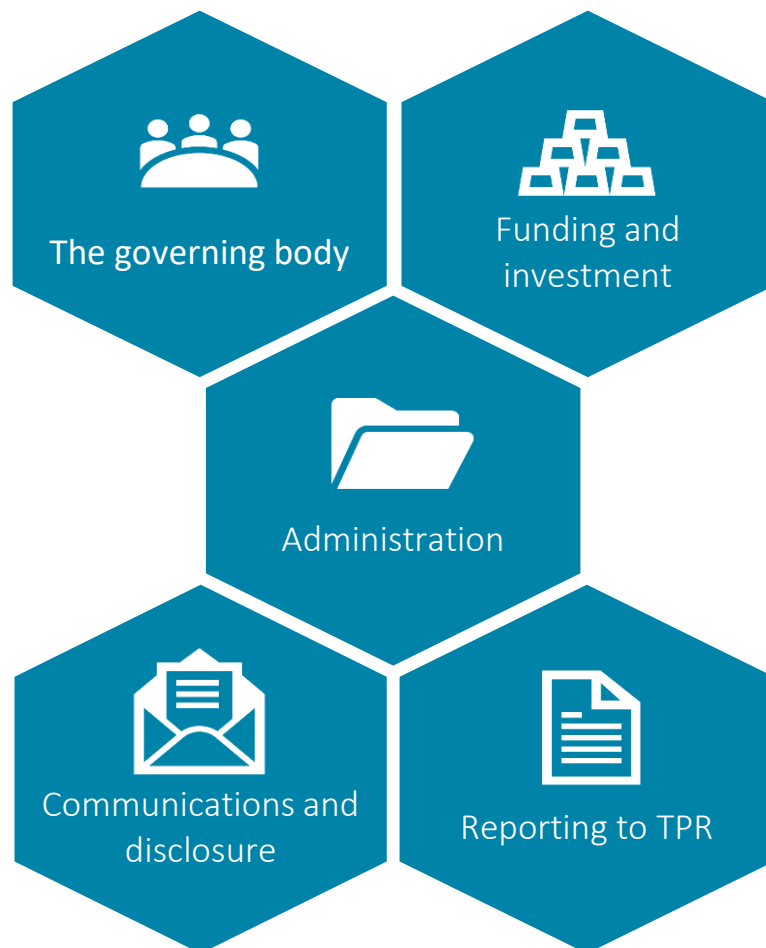 The governing body
Funding and
investment
Administration
Communications and
disclosure
Reporting to TPR